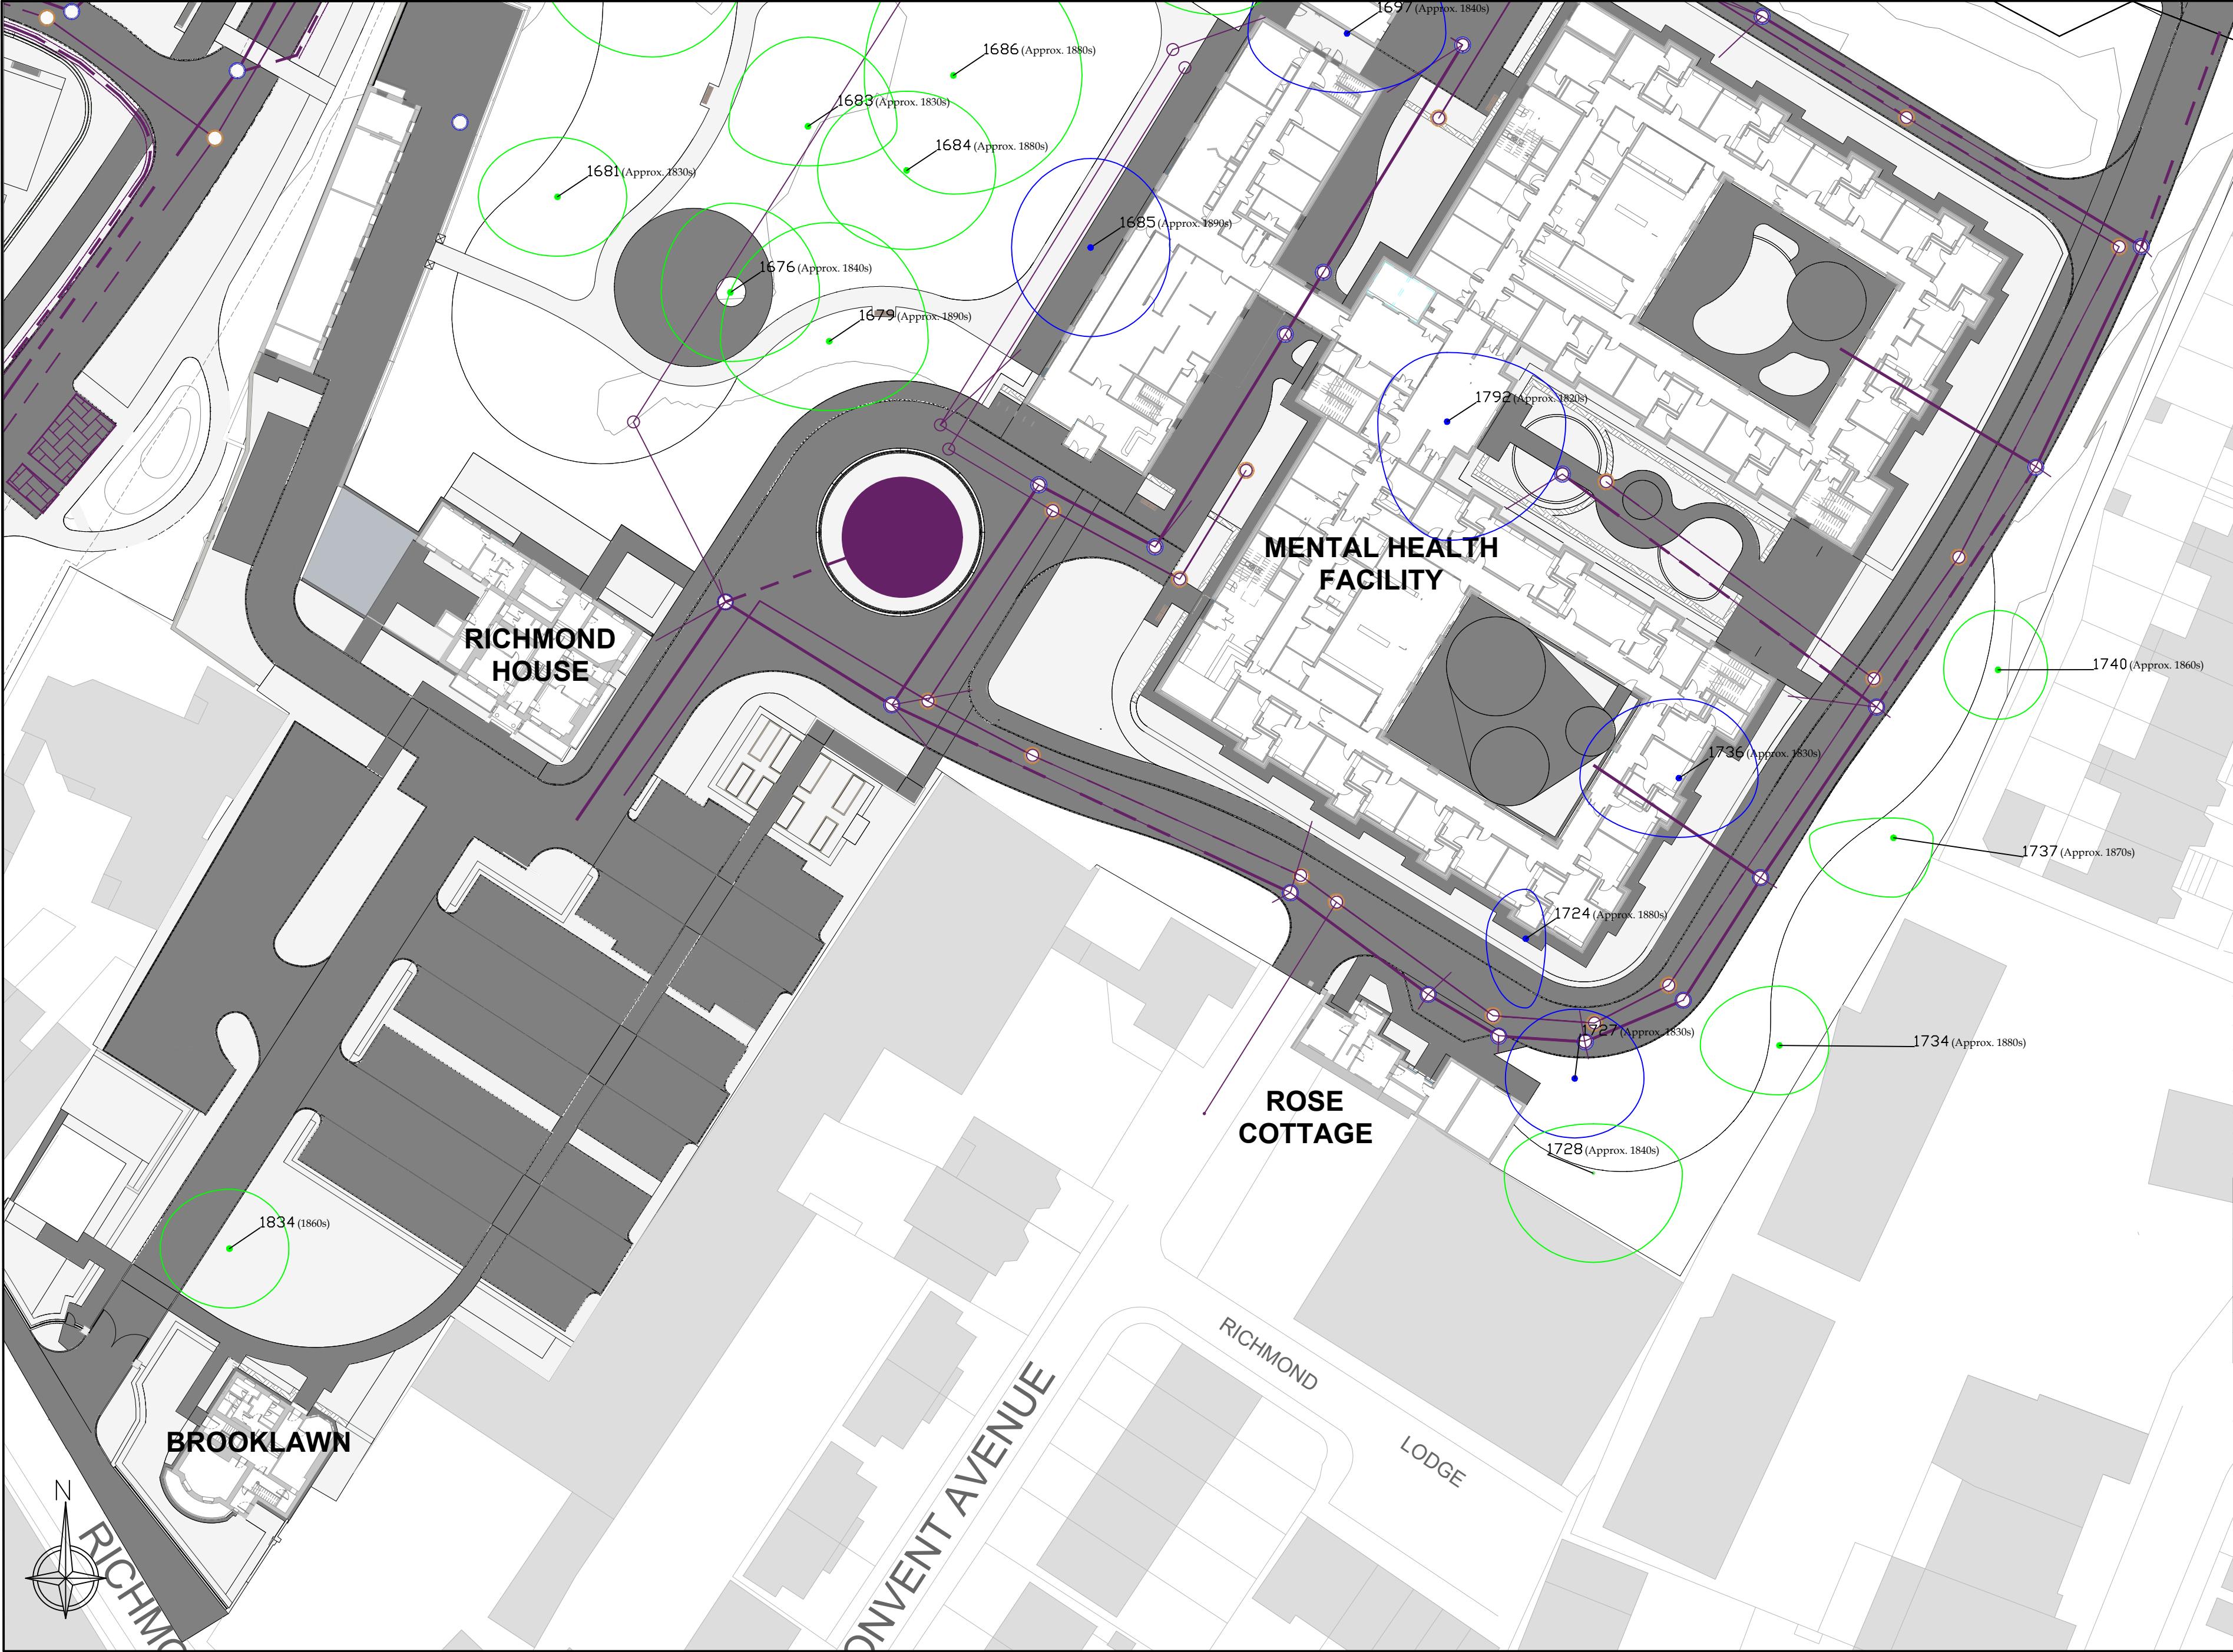 1697 (Approx. 1840s)
1686 (Approx. 1880s)
1683 (Approx. 1830s)
1684 (Approx. 1880s)
1681 (Approx. 1830s)
1685 (Approx. 1890s)
1676 (Approx. 1840s)
1679 (Approx. 1890s)
1792 (Approx. 1820s)
MENTAL HEALTH
FACILITY
RICHMOND
HOUSE
1740 (Approx. 1860s)
1736 (Approx. 1830s)
1737 (Approx. 1870s)
1724 (Approx. 1880s)
1727 (Approx. 1830s)
1734 (Approx. 1880s)
ROSE
COTTAGE
1728 (Approx. 1840s)
1834 (1860s)
RICHMOND
LODGE
BROOKLAWN
ONVENT AVENUE
N
RICHMO